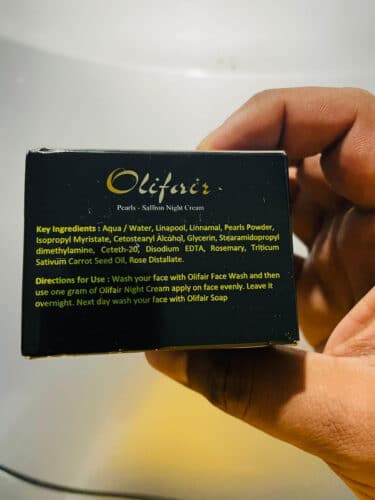 Olifair
Pearls - Saffron Night Cream
Key Ingredients : Aqua / Water, Linapool, Linnamal, Pearls Powder,
Isopropyl Myristate, Cetostearyl Alcohol, Glycerin, Stearamidopropyl
dimethylamine, Ceteth-20, Disodium EDTA, Rosemary, Triticum
Sativum Carrot Seed Oil, Rose Distallate.
Directions for Use : Wash your face with Olifair Face Wash and then
use one gram of Olifair Night Cream apply on face evenly. Leave it
overnight. Next day wash your face with Olifair Soap